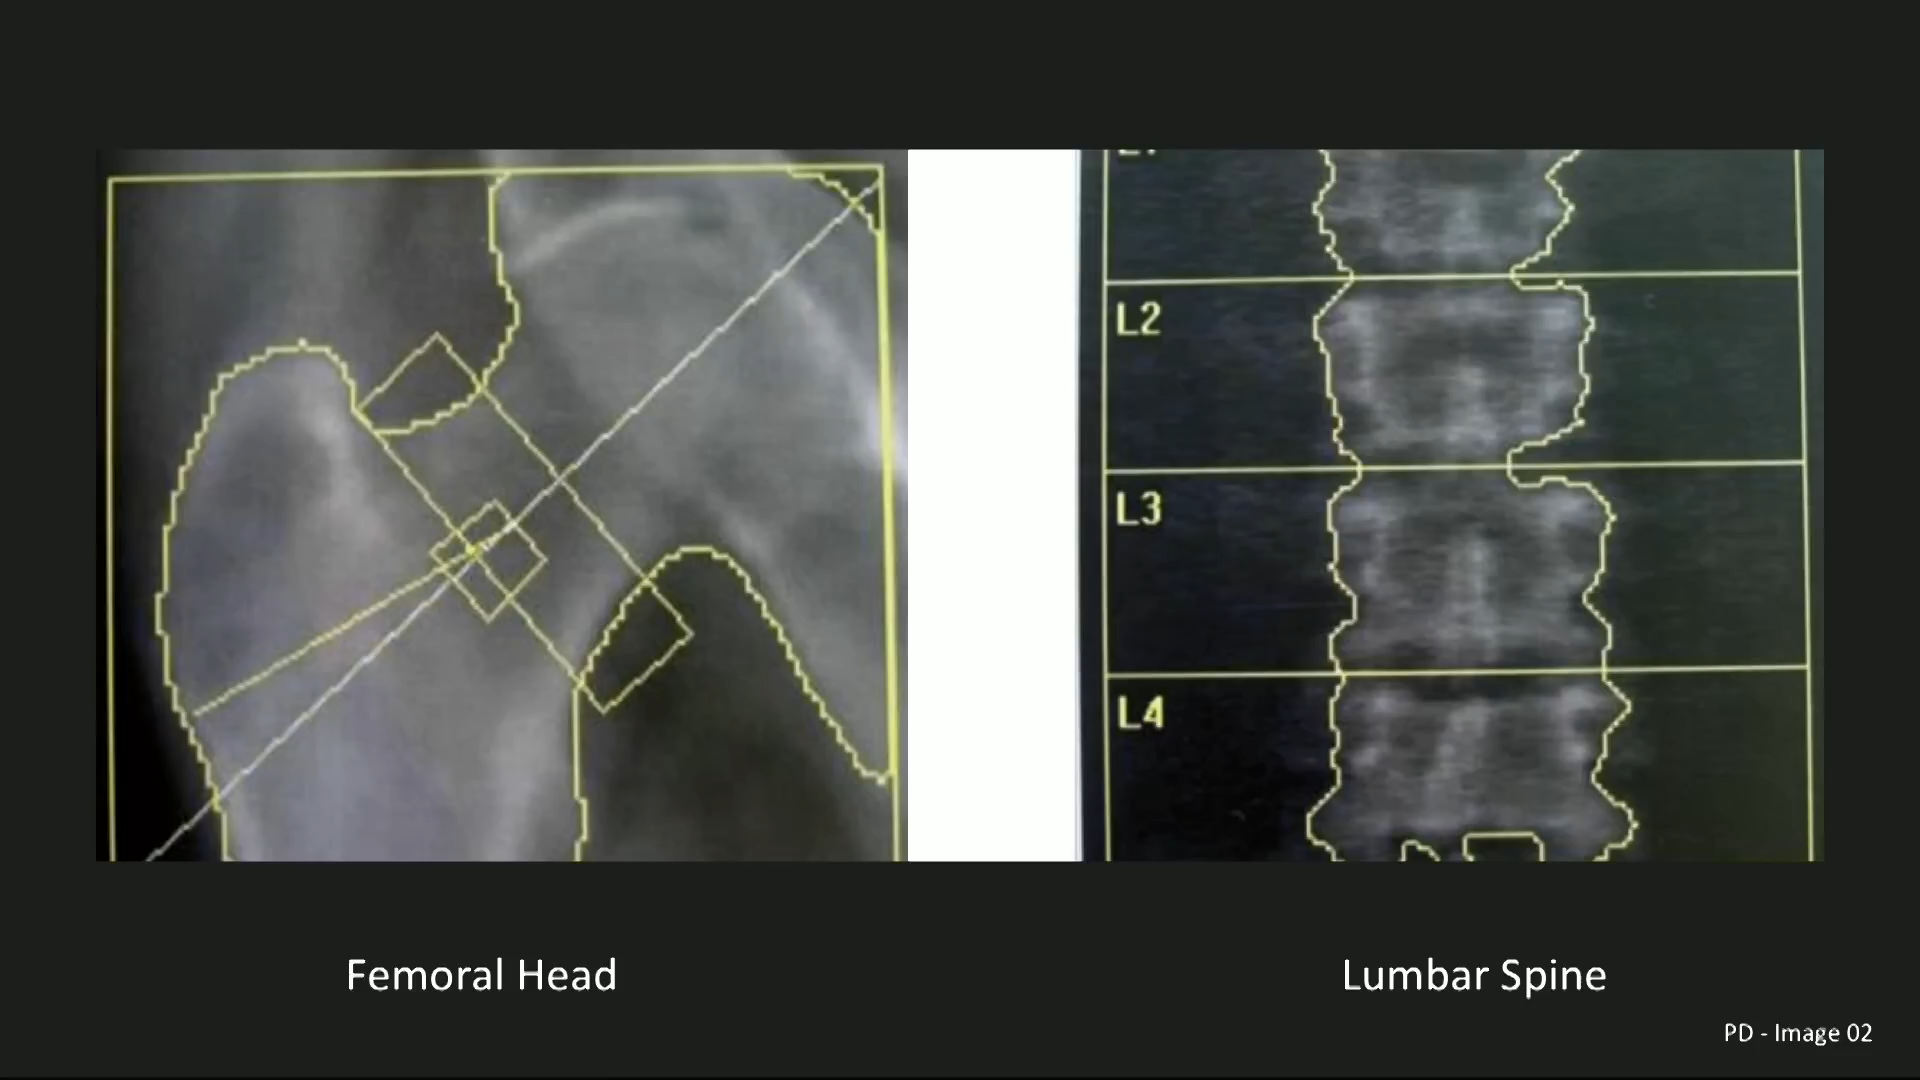 L2
L3
L4
Femoral Head
Lumbar Spine
PD - Image 02